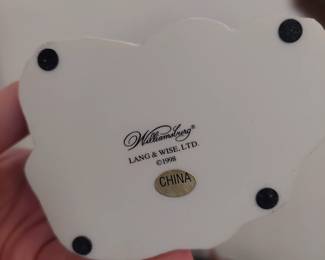 Williamsburg®
LANG & WISE, LTD.
©1998
CHINA